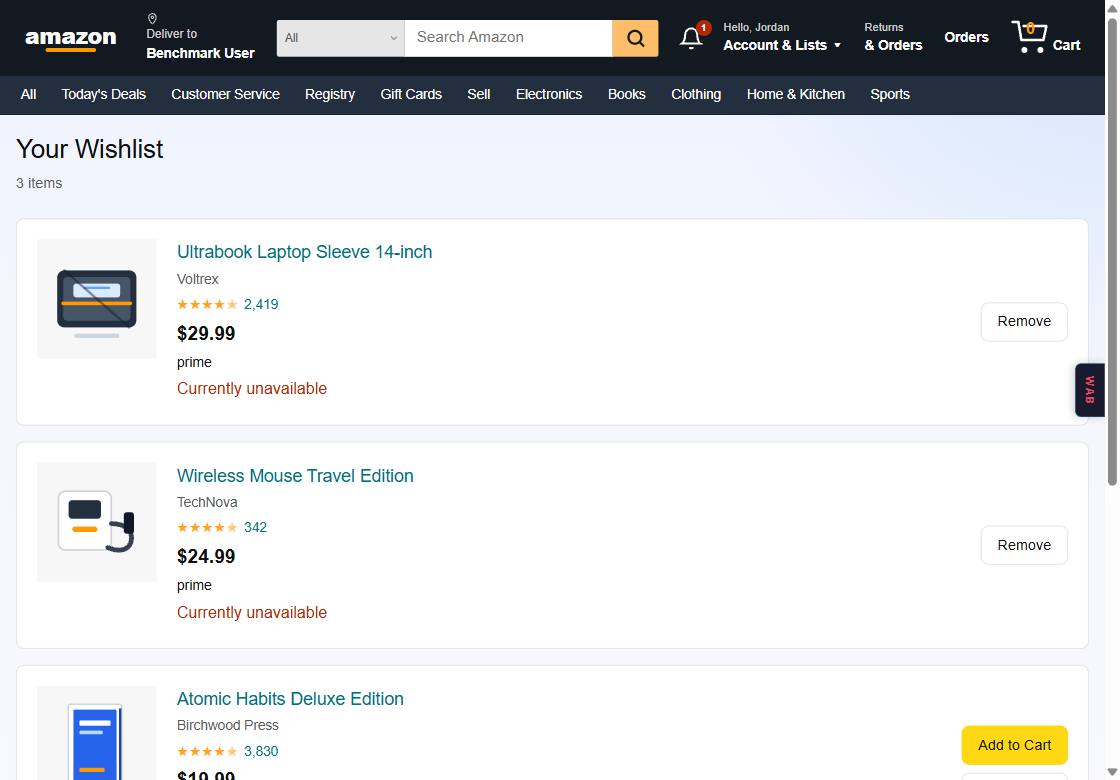 amazon
Deliver to
Benchmark User
All
Search Amazon
1
Hello, Jordan
Account & Lists
Returns
& Orders
Orders
0
Cart
All
Today's Deals
Customer Service
Registry
Gift Cards
Sell
Electronics
Books
Clothing
Home & Kitchen
Sports
Your Wishlist
3 items
Ultrabook Laptop Sleeve 14-inch
Voltrex
★★★★★ 2,419
$29.99
prime
Currently unavailable
Remove
WAB
Wireless Mouse Travel Edition
TechNova
★★★★★ 342
$24.99
prime
Currently unavailable
Remove
Atomic Habits Deluxe Edition
Birchwood Press
★★★★★ 3,830
$19.99
Add to Cart